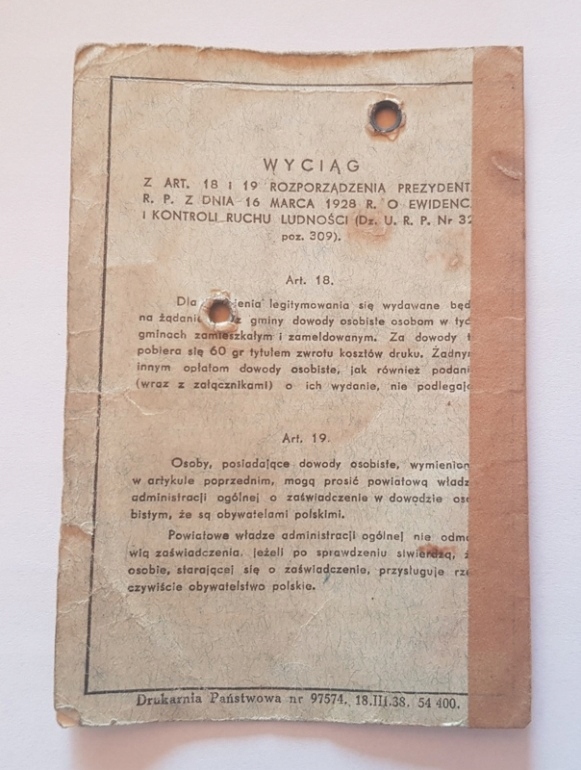 WYCIĄG
Z ART. 18 i 19 ROZPORZĄDZENIA PREZYDENT
R. P. Z DNIA 16 MARCA 1928 R. O EWIDENC
I KONTROLI RUCHU LUDNOŚCI (Dz. U. R. P. Nr 32
poz. 309).
Art. 18.
Dla enia legitymowania się wydawane będ
na żądani z gminy dowody osobiste osobom w tyc
gminach zamieszkałym i zameldowanym. Za dowody t
pobiera się 60 gr tytułem zwrotu kosztów druku. Żadnym
innym opłatom dowody osobiste, jak również podani
(wraz z załącznikami) o ich wydanie, nie podlegają
Art. 19.
Osoby, posiadające dowody osobiste, wymienion
w artykule poprzednim, mogą prosić powiatową władz
administracji ogólnej o zaświadczenie w dowodzie oso
bistym, że są obywatelami polskimi.
Powiatowe władze administracji ogólnej nie odmó
wią zaświadczenia, jeżeli po sprawdzeniu stwierdzą, ż
osobie, starającej się o zaświadczenie, przysługuje rze
czywiście obywatelstwo polskie.
Drukarnia Państwowa nr 97574. 18.III.38. 54 400.